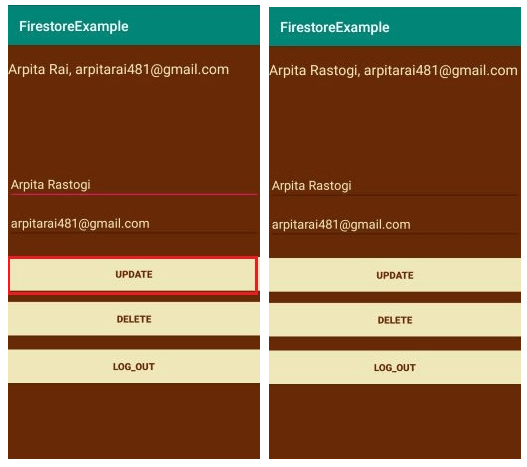 FirestoreExample
Arpita Rai, arpitarai481@gmail.com
Arpita Rastogi
arpitarai481@gmail.com
UPDATE
DELETE
LOG_OUT
FirestoreExample
Arpita Rastogi, arpitarai481@gmail.com
Arpita Rastogi
arpitarai481@gmail.com
UPDATE
DELETE
LOG_OUT